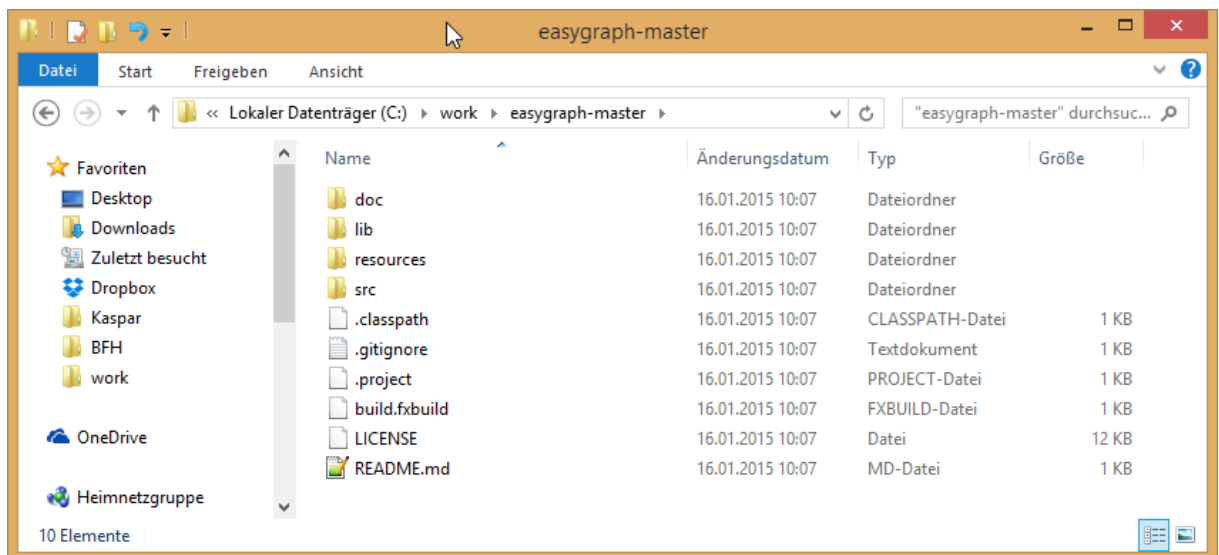 easygraph-master
Datei Start Freigeben Ansicht
« Lokaler Datenträger (C:) work easygraph-master "easygraph-master" durchsuc...
Favoriten
Desktop
Downloads
Zuletzt besucht
Dropbox
Kaspar
BFH
work
OneDrive
Heimnetzgruppe
Name Änderungsdatum Typ Größe
doc 16.01.2015 10:07 Dateiordner
lib 16.01.2015 10:07 Dateiordner
resources 16.01.2015 10:07 Dateiordner
src 16.01.2015 10:07 Dateiordner
.classpath 16.01.2015 10:07 CLASSPATH-Datei 1 KB
.gitignore 16.01.2015 10:07 Textdokument 1 KB
.project 16.01.2015 10:07 PROJECT-Datei 1 KB
build.fxbuild 16.01.2015 10:07 FXBUILD-Datei 1 KB
LICENSE 16.01.2015 10:07 Datei 12 KB
README.md 16.01.2015 10:07 MD-Datei 1 KB
10 Elemente